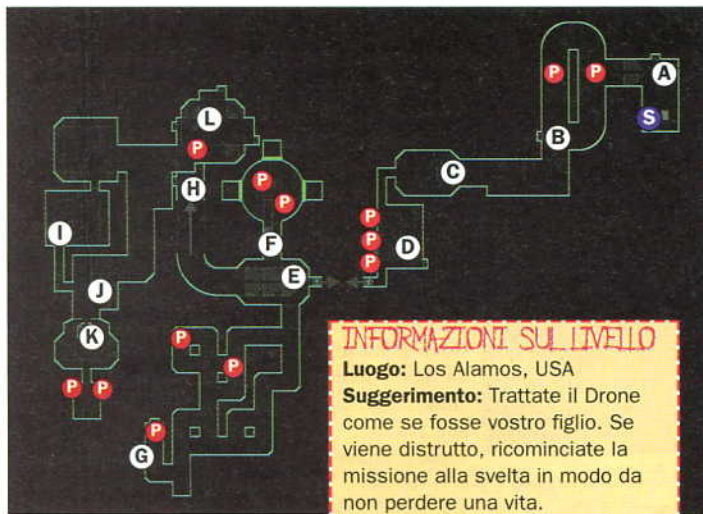 P
P
A
S
B
L
P
C
H
P
P
P
I
F
D
P
E
P
J
K
P
P
P
P
P
G
INFORMAZIONI SUL LIVELLO
Luogo: Los Alamos, USA
Suggerimento: Trattate il Drone
come se fosse vostro figlio. Se
viene distrutto, ricominciate la
missione alla svelta in modo da
non perdere una vita.